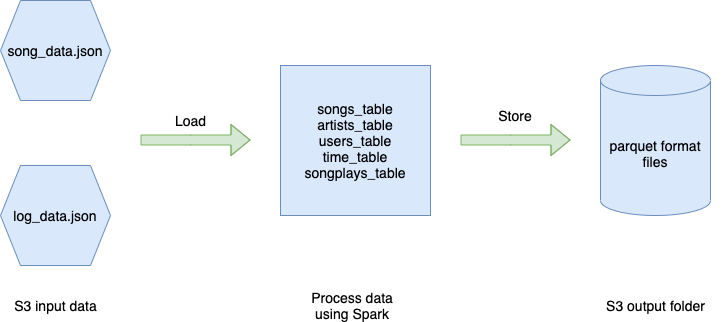 song_data.json
log_data.json
S3 input data
Load
songs_table
artists_table
users_table
time_table
songplays_table
Process data
using Spark
Store
parquet format
files
S3 output folder